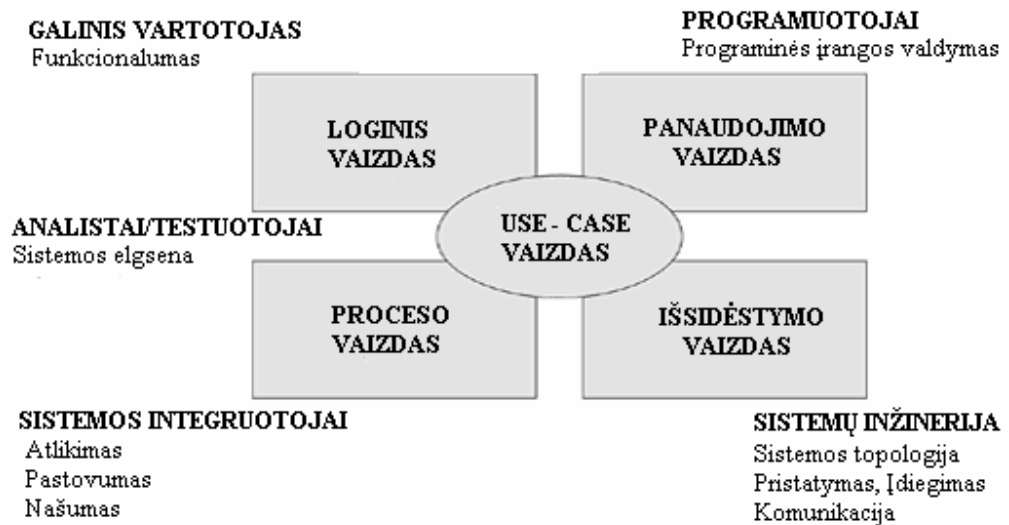 GALINIS VARTOTOJAS
Funkcionalumas
PROGRAMUOTOJAI
Programinės įrangos valdymas
LOGINIS
VAIZDAS
PANAUDOJIMO
VAIZDAS
USE - CASE
VAIZDAS
ANALISTAI/TESTUOTOJAI
Sistemos elgsena
PROCESO
VAIZDAS
IŠSIDĖSTYMO
VAIZDAS
SISTEMOS INTEGRUOTOJAI
Atlikimas
Pastovumas
Našumas
SISTEMŲ INŽINERIJA
Sistemos topologija
Pristatymas, Įdiegimas
Komunikacija